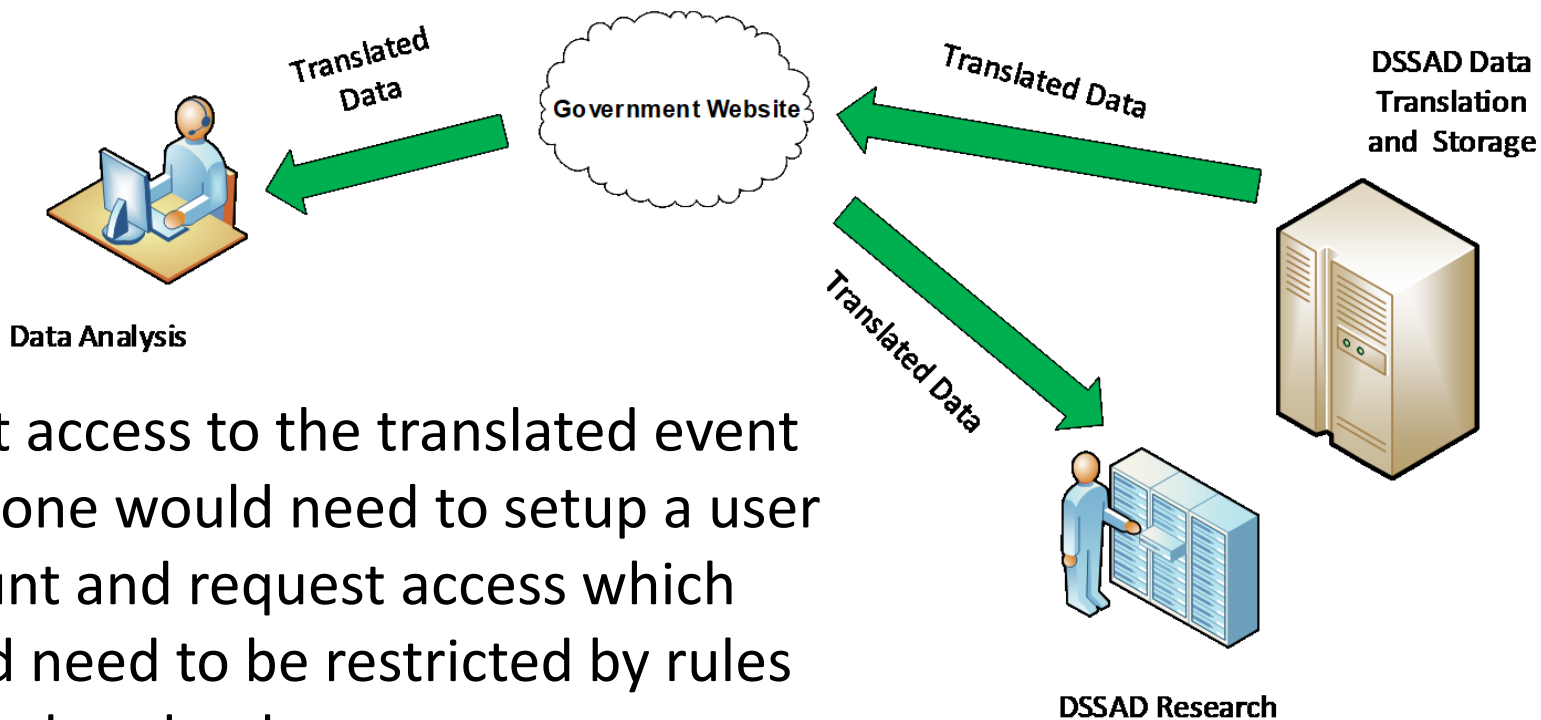 Translated
Data
Government Website
Translated Data
DSSAD Data
Translation
and Storage
Translated Data
Data Analysis
t access to the translated event
one would need to setup a user
unt and request access which
d need to be restricted by rules
DSSAD Research